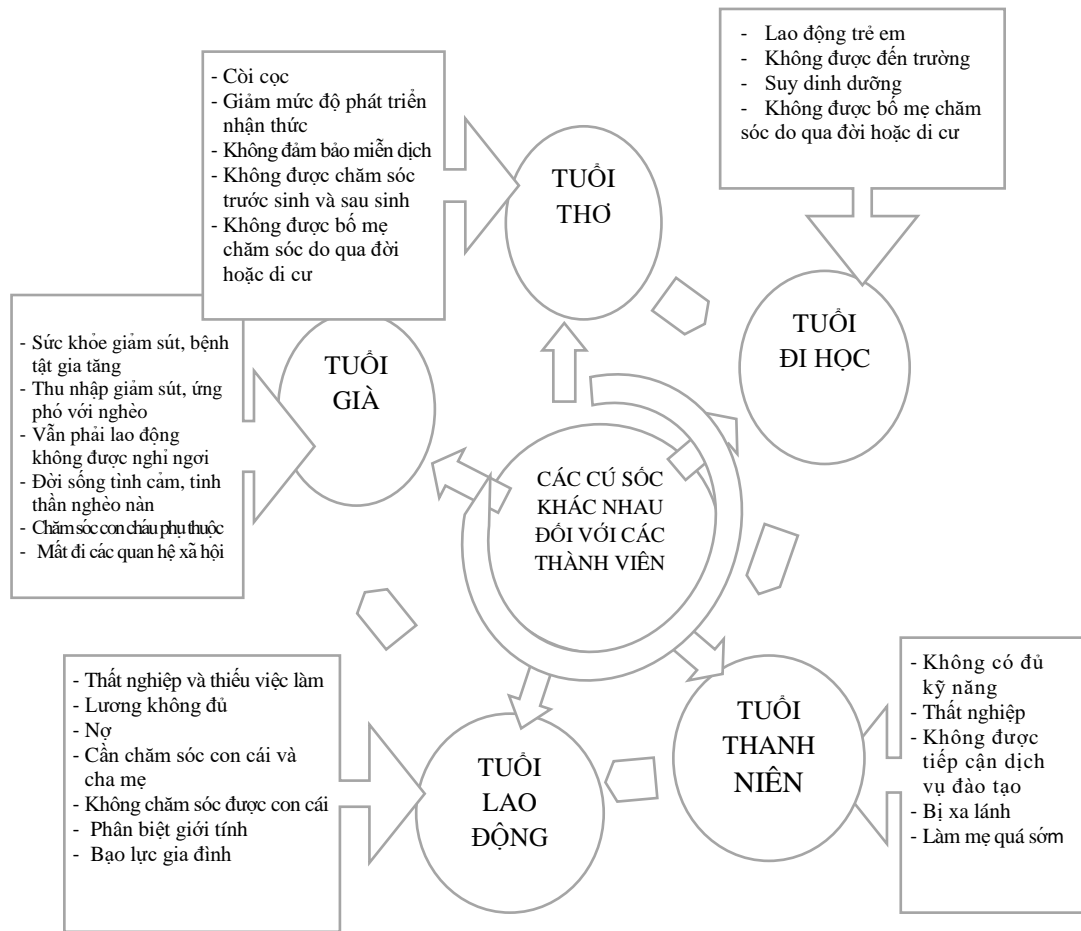 - Còi cọc
- Giảm mức độ phát triển
nhận thức
- Không đảm bảo miễn dịch
- Không được chăm sóc
trước sinh và sau sinh
- Không được bố mẹ
chăm sóc do qua đời
hoặc di cư
TUỔI
THƠ
- Lao động trẻ em
- Không được đến trường
- Suy dinh dưỡng
- Không được bố mẹ chăm
sóc do qua đời hoặc di cư
TUỔI
ĐI HỌC
- Sức khỏe giảm sút, bệnh
tật gia tăng
- Thu nhập giảm sút, ứng
phó với nghèo
- Vẫn phải lao động
không được nghỉ ngơi
- Đời sống tình cảm, tinh
thần nghèo nàn
- Chăm sóc con cháu phụ thuộc
- Mất đi các quan hệ xã hội
TUỔI
GIÀ
CÁC CÚ SỐC
KHÁC NHAU
ĐỐI VỚI CÁC
THÀNH VIÊN
- Thất nghiệp và thiếu việc làm
- Lương không đủ
- Nợ
- Cần chăm sóc con cái và
cha mẹ
- Không chăm sóc được con cái
- Phân biệt giới tính
- Bạo lực gia đình
TUỔI
LAO
ĐỘNG
TUỔI
THANH
NIÊN
- Không có đủ
kỹ năng
- Thất nghiệp
- Không được
tiếp cận dịch
vụ đào tạo
- Bị xa lánh
- Làm mẹ quá sớm